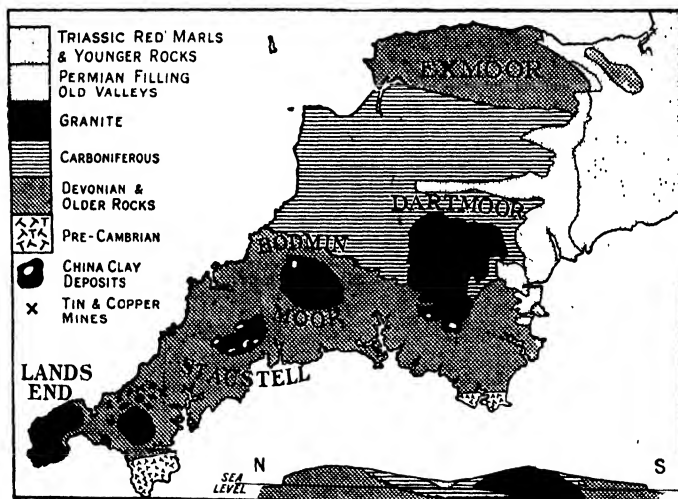 TRIASSIC RED MARLS
& YOUNGER ROCKS
PERMIAN FILLING
OLD VALLEYS
GRANITE
CARBONIFEROUS
DEVONIAN &
OLDER ROCKS
PRE-CAMBRIAN
CHINA CLAY
DEPOSITS
× TIN & COPPER
MINES
EXMOOR
DARTMOOR
BODMIN
MOOR
ST AUSTELL
LANDS
END
N
S
SEA
LEVEL